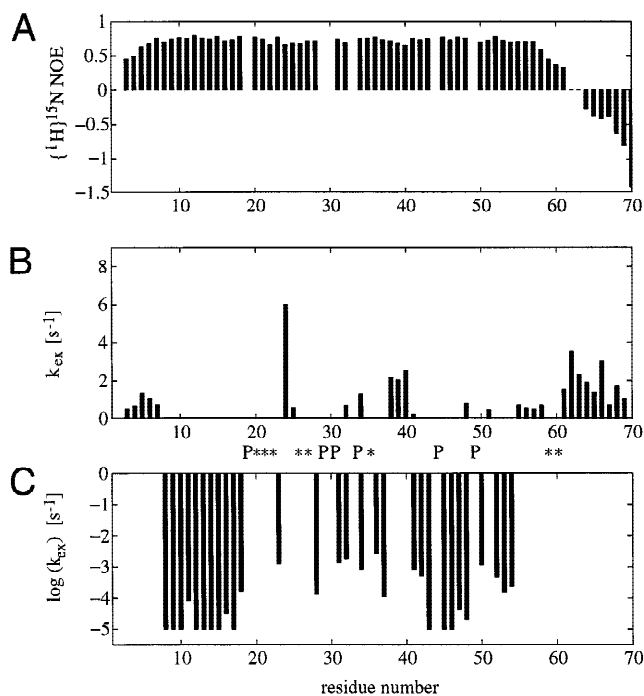 A
{¹H}¹⁵N NOE
1
0.5
0
−0.5
−1
−1.5
10 20 30 40 50 60 70
B
k_ex [s⁻¹]
8
6
4
2
0
10 20 30 40 50 60 70
P*** ** PP P* P P **
C
log (k_ex) [s⁻¹]
0
−1
−2
−3
−4
−5
10 20 30 40 50 60 70
residue number